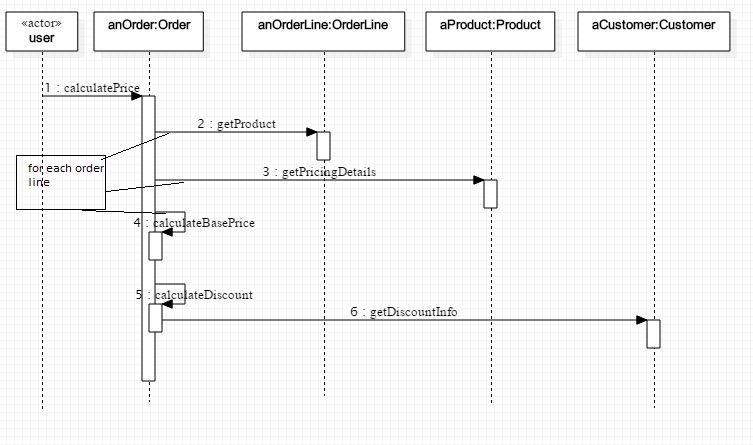 «actor»
user
anOrder:Order
anOrderLine:OrderLine
aProduct:Product
aCustomer:Customer
1 : calculatePrice
2 : getProduct
for each order
line
3 : getPricingDetails
4 : calculateBasePrice
5 : calculateDiscount
6 : getDiscountInfo